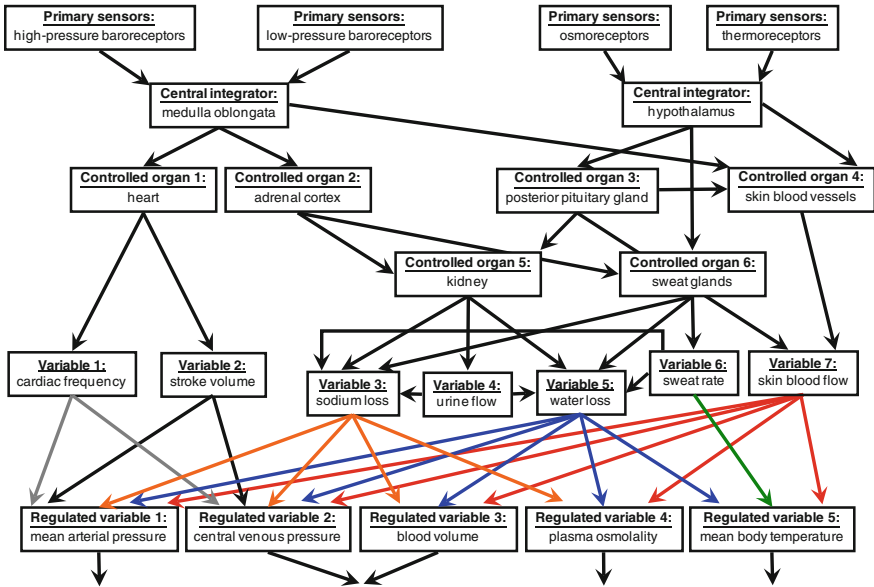 Primary sensors:
high-pressure baroreceptors
Primary sensors:
low-pressure baroreceptors
Primary sensors:
osmoreceptors
Primary sensors:
thermoreceptors
Central integrator:
medulla oblongata
Central integrator:
hypothalamus
Controlled organ 1:
heart
Controlled organ 2:
adrenal cortex
Controlled organ 3:
posterior pituitary gland
Controlled organ 4:
skin blood vessels
Controlled organ 5:
kidney
Controlled organ 6:
sweat glands
Variable 1:
cardiac frequency
Variable 2:
stroke volume
Variable 3:
sodium loss
Variable 4:
urine flow
Variable 5:
water loss
Variable 6:
sweat rate
Variable 7:
skin blood flow
Regulated variable 1:
mean arterial pressure
Regulated variable 2:
central venous pressure
Regulated variable 3:
blood volume
Regulated variable 4:
plasma osmolality
Regulated variable 5:
mean body temperature